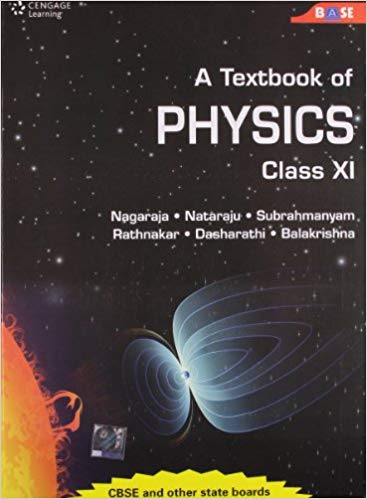 CENGAGE
Learning
BASE
A Textbook of
PHYSICS
Class XI
Nagaraja • Nataraju • Subrahmanyam
Rathnakar • Dasharathi • Balakrishna
CBSE and other state boards